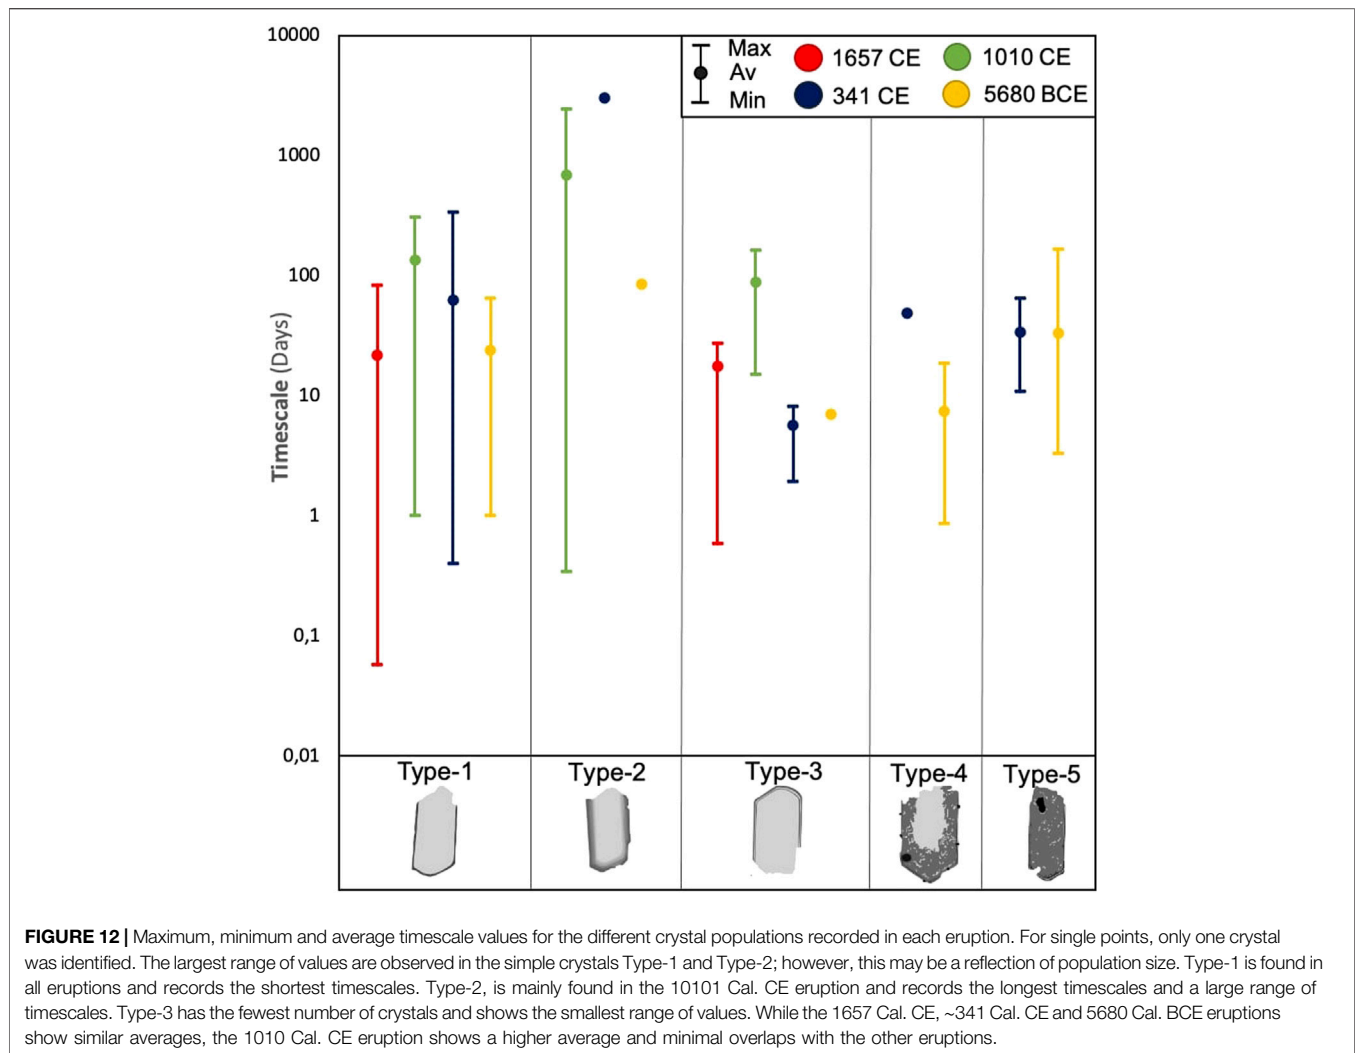 10000
1000
100
10
1
0,1
0,01
Timescale (Days)
Max
Av
Min
1657 CE
1010 CE
341 CE
5680 BCE
Type-1
Type-2
Type-3
Type-4
Type-5
FIGURE 12 | Maximum, minimum and average timescale values for the different crystal populations recorded in each eruption. For single points, only one crystal
was identified. The largest range of values are observed in the simple crystals Type-1 and Type-2; however, this may be a reflection of population size. Type-1 is found in
all eruptions and records the shortest timescales. Type-2, is mainly found in the 10101 Cal. CE eruption and records the longest timescales and a large range of
timescales. Type-3 has the fewest number of crystals and shows the smallest range of values. While the 1657 Cal. CE, ~341 Cal. CE and 5680 Cal. BCE eruptions
show similar averages, the 1010 Cal. CE eruption shows a higher average and minimal overlaps with the other eruptions.